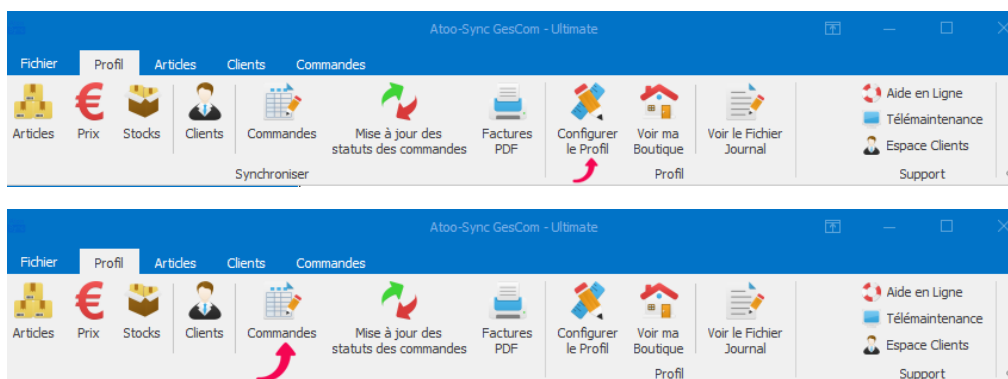 Atoo-Sync GesCom - Ultimate
Fichier Profil Articles Clients Commandes
Articles Prix Stocks Clients Commandes Mise à jour des statuts des commandes Factures PDF Configurer le Profil Voir ma Boutique Voir le Fichier Journal
Aide en Ligne
Télémaintenance
Espace Clients
Synchroniser Profil Support
Atoo-Sync GesCom - Ultimate
Fichier Profil Articles Clients Commandes
Articles Prix Stocks Clients Commandes Mise à jour des statuts des commandes Factures PDF Configurer le Profil Voir ma Boutique Voir le Fichier Journal
Aide en Ligne
Télémaintenance
Espace Clients
Profil Support